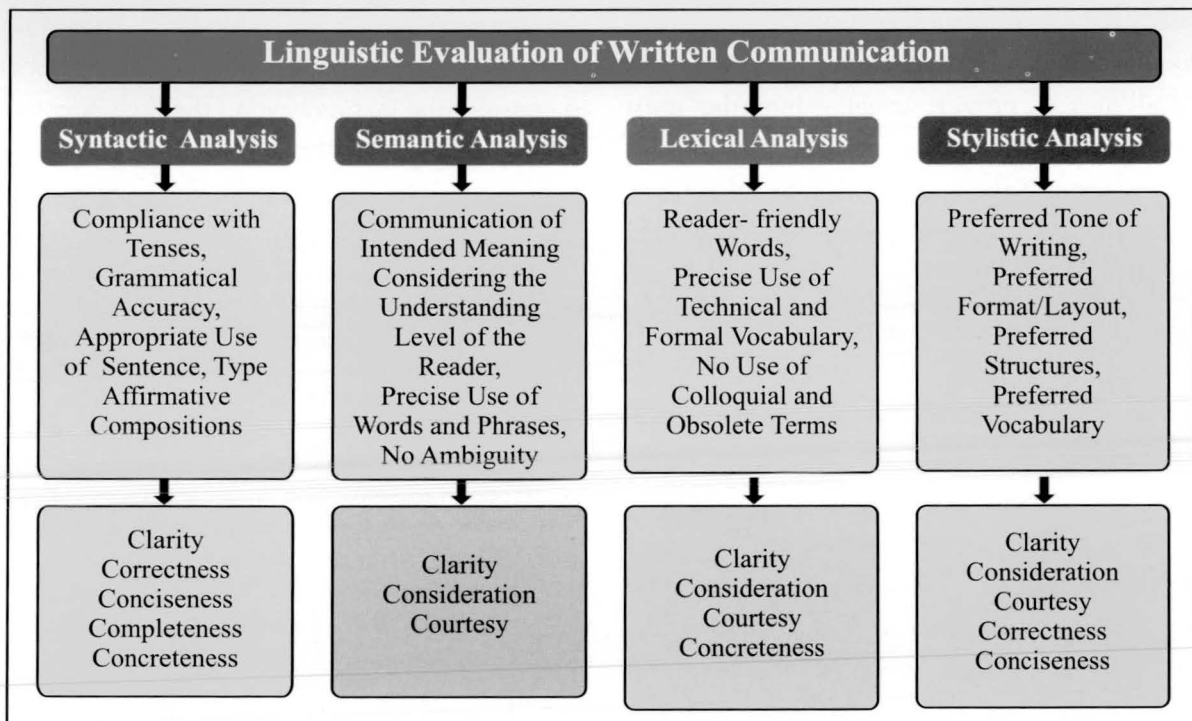 Linguistic Evaluation of Written Communication
Syntactic Analysis
Compliance with
Tenses,
Grammatical
Accuracy,
Appropriate Use
of Sentence, Type
Affirmative
Compositions
Clarity
Correctness
Conciseness
Completeness
Concreteness
Semantic Analysis
Communication of
Intended Meaning
Considering the
Understanding
Level of the
Reader,
Precise Use of
Words and Phrases,
No Ambiguity
Clarity
Consideration
Courtesy
Lexical Analysis
Reader- friendly
Words,
Precise Use of
Technical and
Formal Vocabulary,
No Use of
Colloquial and
Obsolete Terms
Clarity
Consideration
Courtesy
Concreteness
Stylistic Analysis
Preferred Tone of
Writing,
Preferred
Format/Layout,
Preferred
Structures,
Preferred
Vocabulary
Clarity
Consideration
Courtesy
Correctness
Conciseness